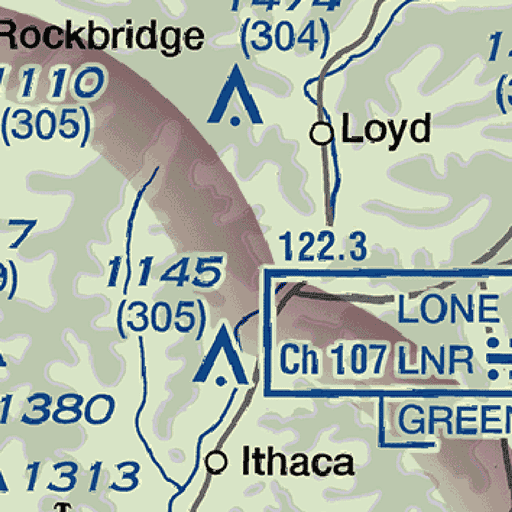 1474
Rockbridge
(304)
1110
(305)
Loyd
122.3
1145
(305)
LONE
Ch 107 LNR
1380
GREEN
1313
Ithaca